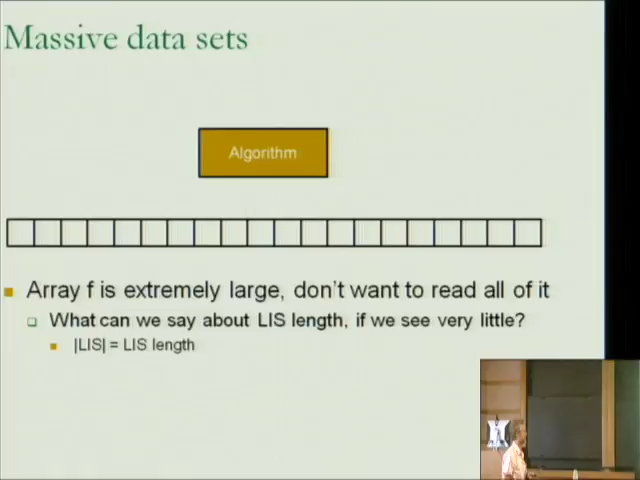 Massive data sets
Algorithm
Array f is extremely large, don't want to read all of it
What can we say about LIS length, if we see very little?
|LIS| = LIS length